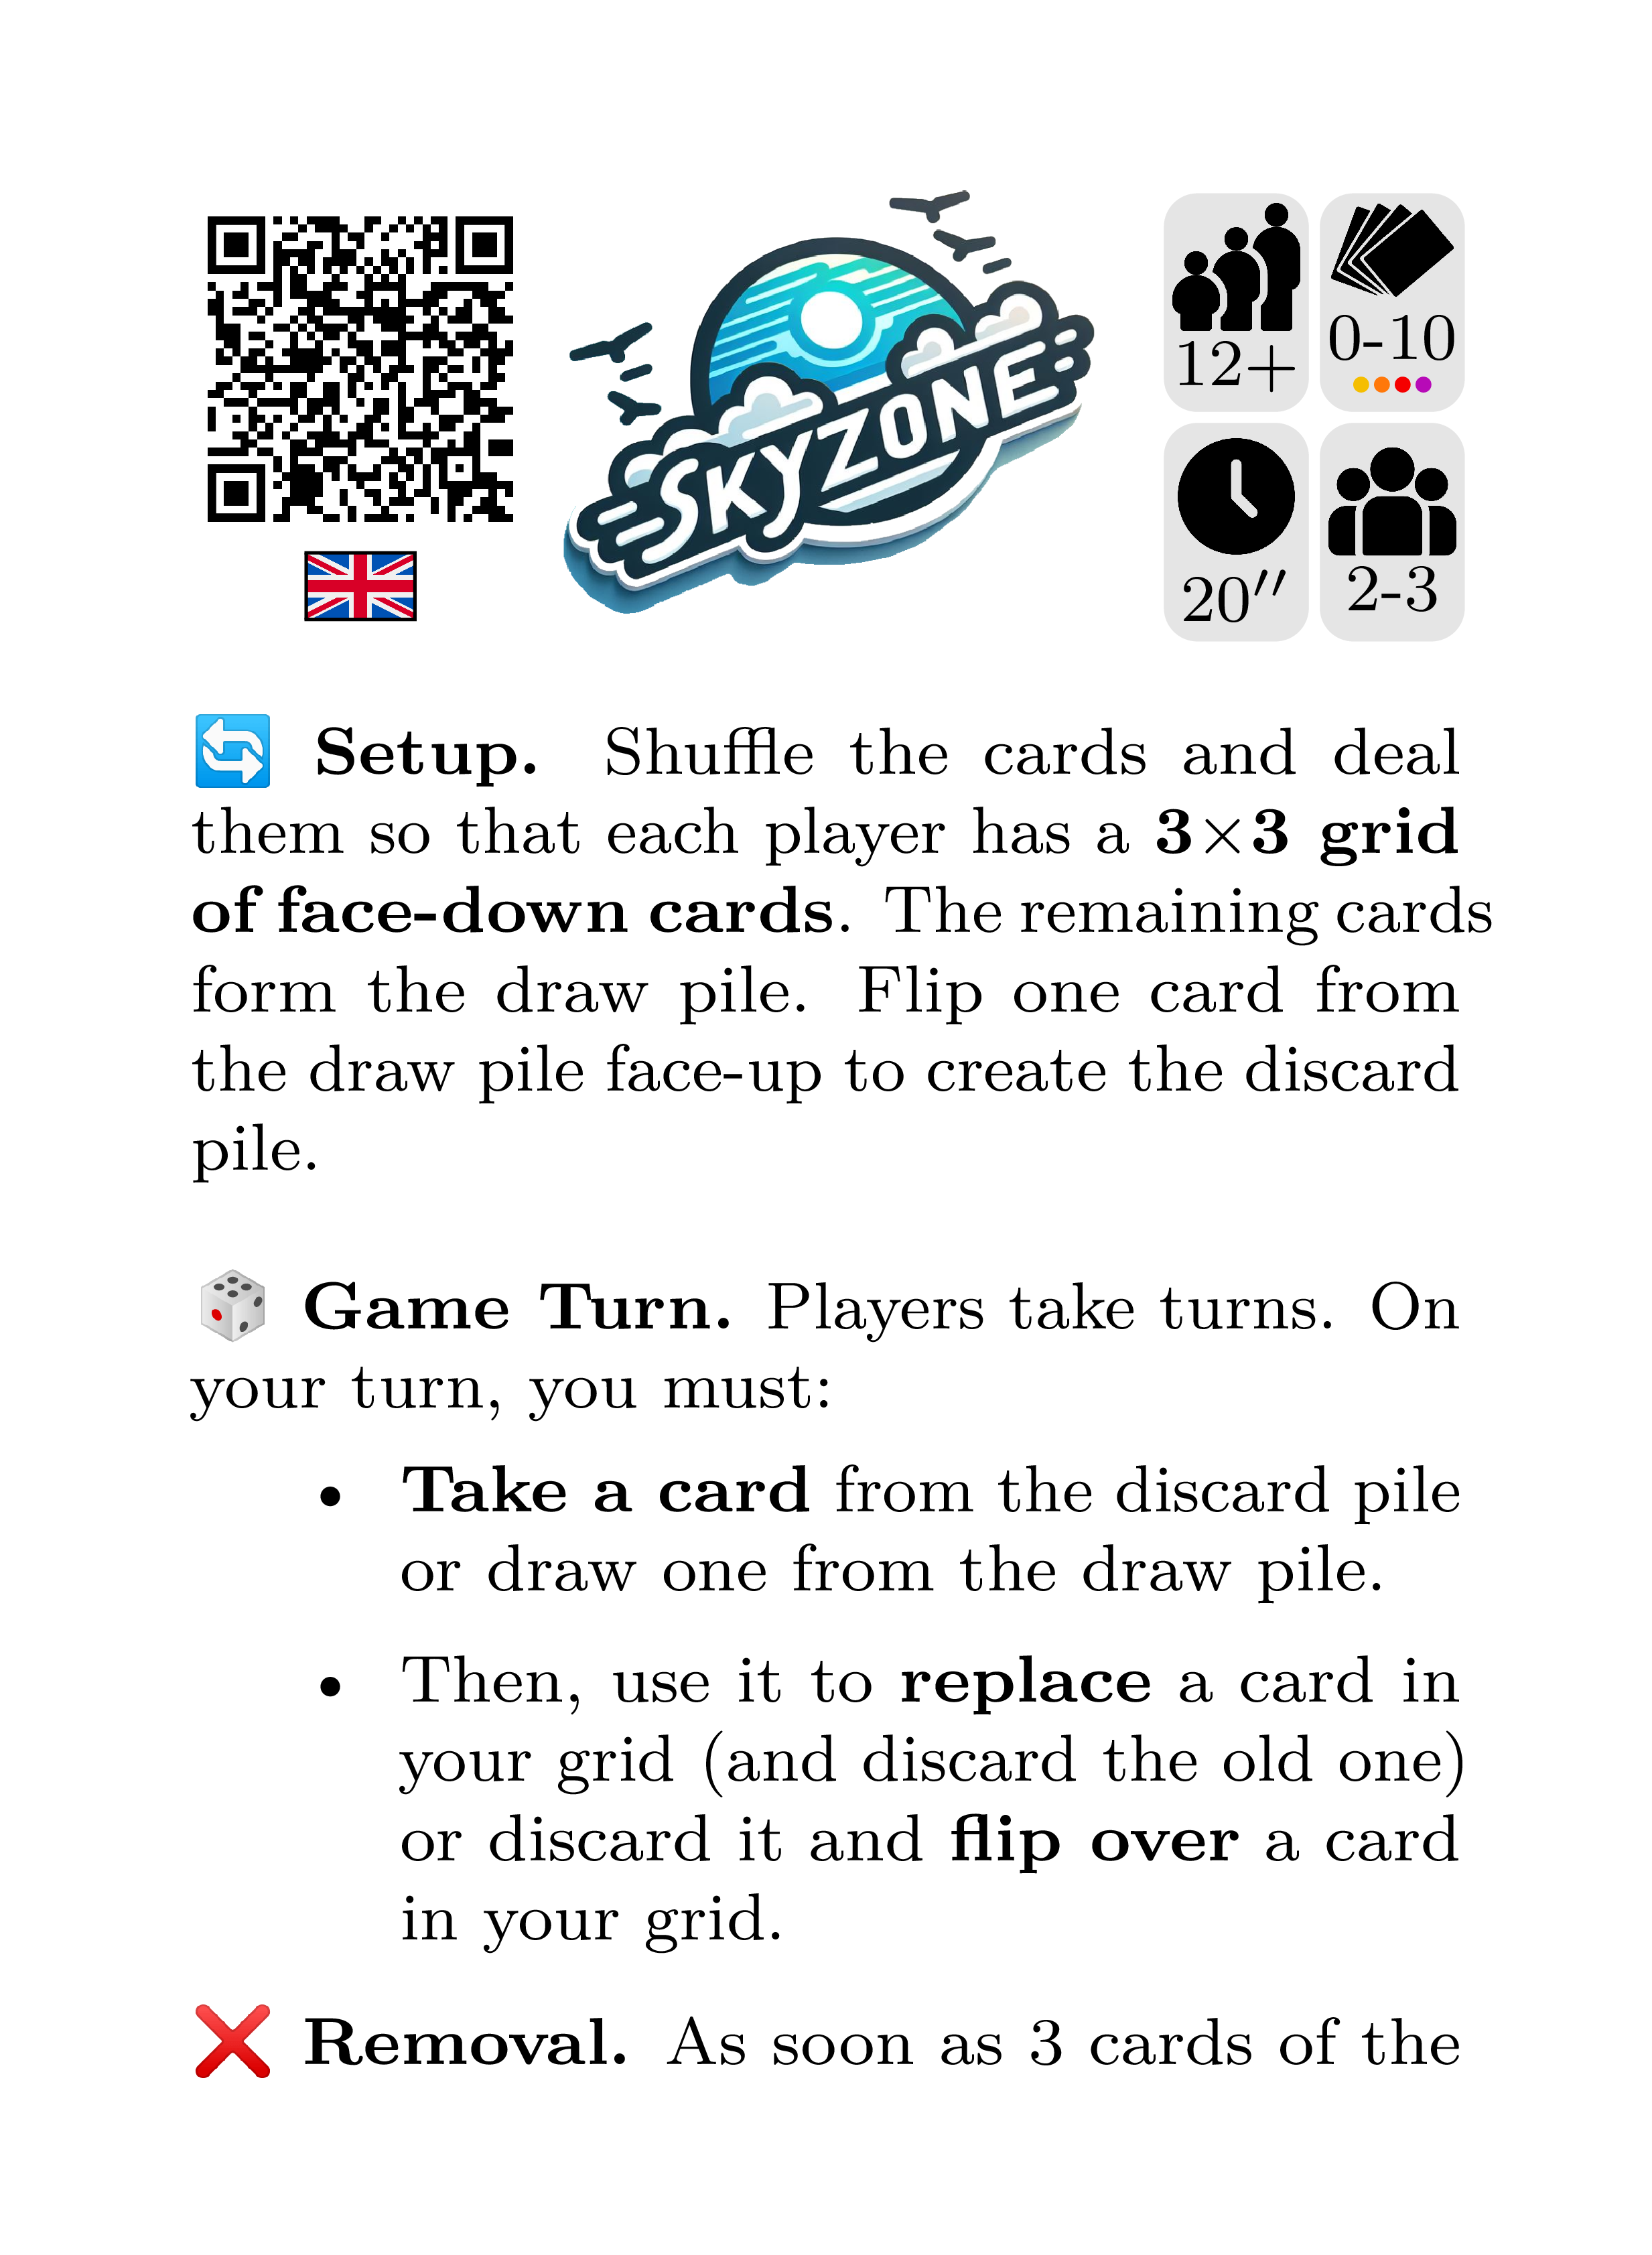 SKYZONE
12+
0-10
20′′
2-3
Setup. Shuffle the cards and deal
them so that each player has a 3×3 grid
of face-down cards. The remaining cards
form the draw pile. Flip one card from
the draw pile face-up to create the discard
pile.
Game Turn. Players take turns. On
your turn, you must:
• Take a card from the discard pile
or draw one from the draw pile.
• Then, use it to replace a card in
your grid (and discard the old one)
or discard it and flip over a card
in your grid.
Removal. As soon as 3 cards of the